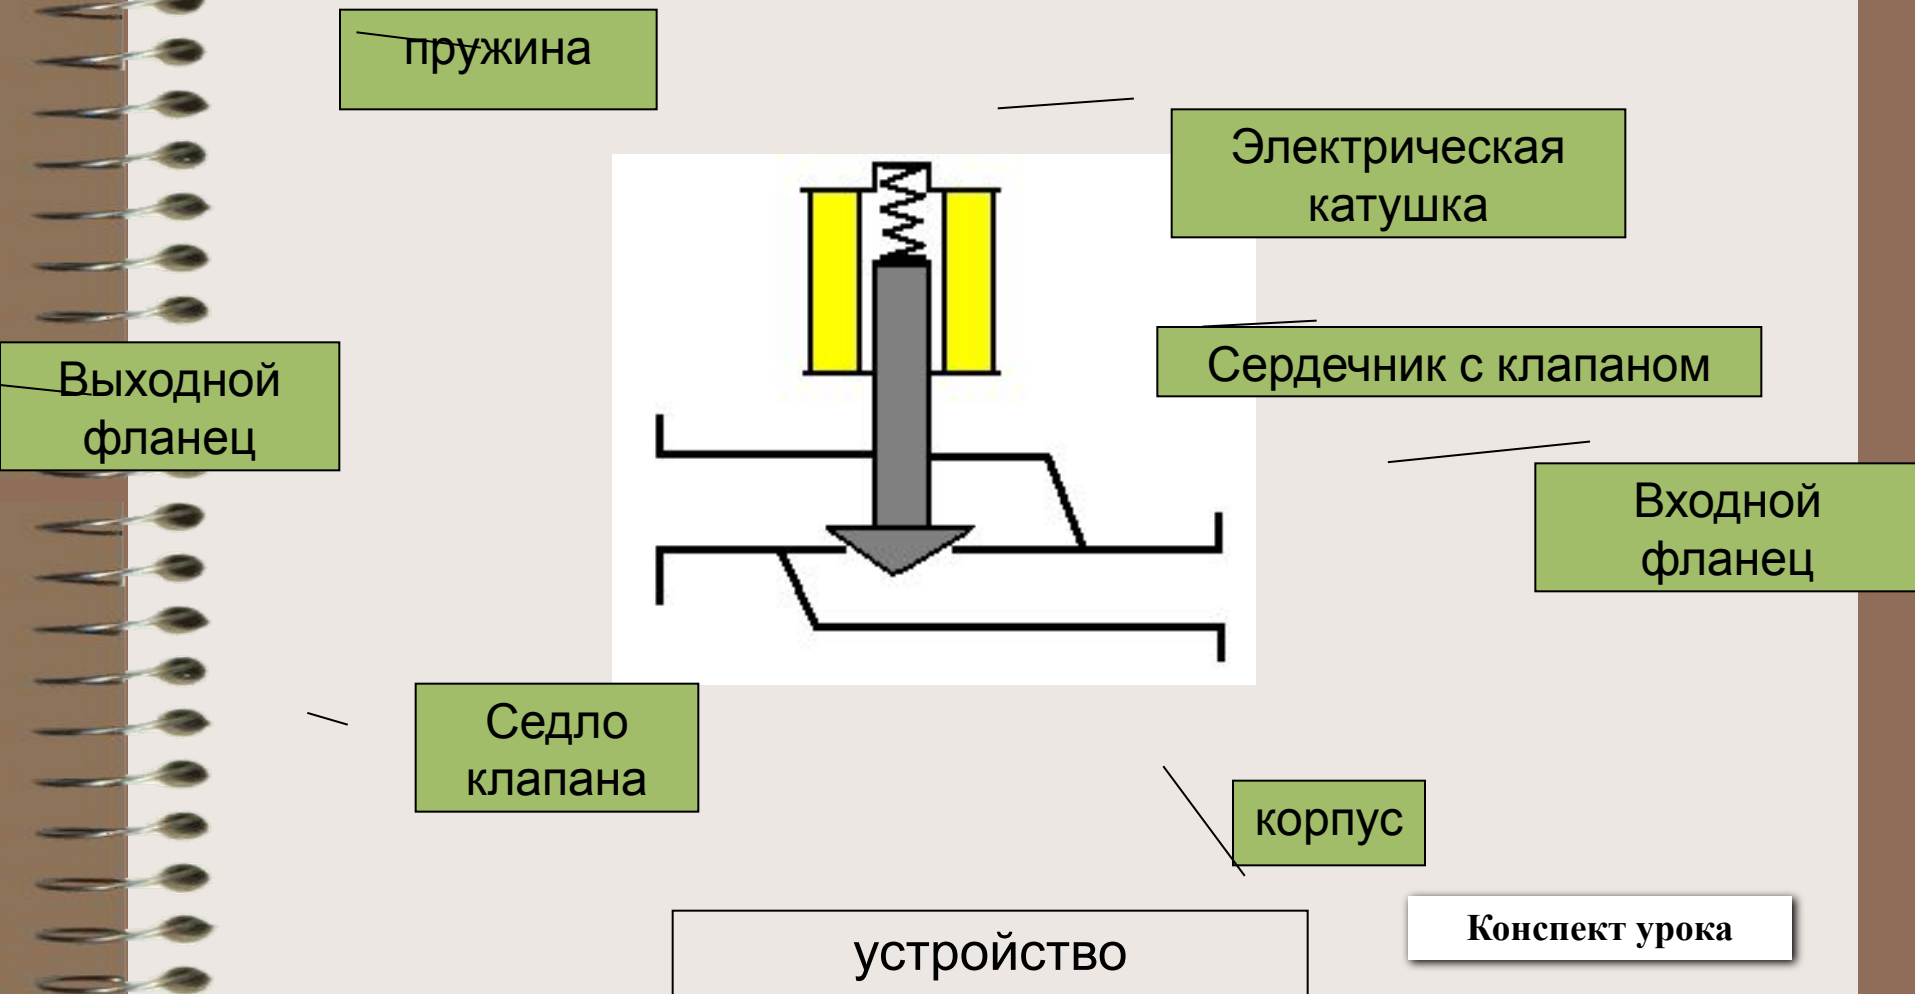 пружина
Электрическая
катушка
Сердечник с клапаном
Выходной
фланец
Входной
фланец
Седло
клапана
корпус
Конспект урока
устройство